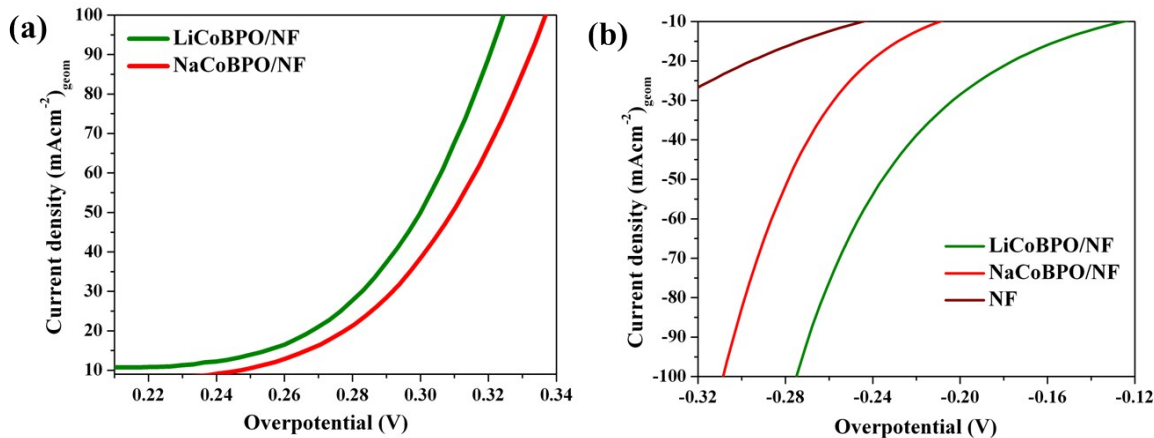 (a)
LiCoBPO/NF
NaCoBPO/NF
Current density (mAcm⁻²)geom
100
90
80
70
60
50
40
30
20
10
0.22 0.24 0.26 0.28 0.30 0.32 0.34
Overpotential (V)
(b)
LiCoBPO/NF
NaCoBPO/NF
NF
Current density (mAcm⁻²)geom
-10
-20
-30
-40
-50
-60
-70
-80
-90
-100
-0.32 -0.28 -0.24 -0.20 -0.16 -0.12
Overpotential (V)